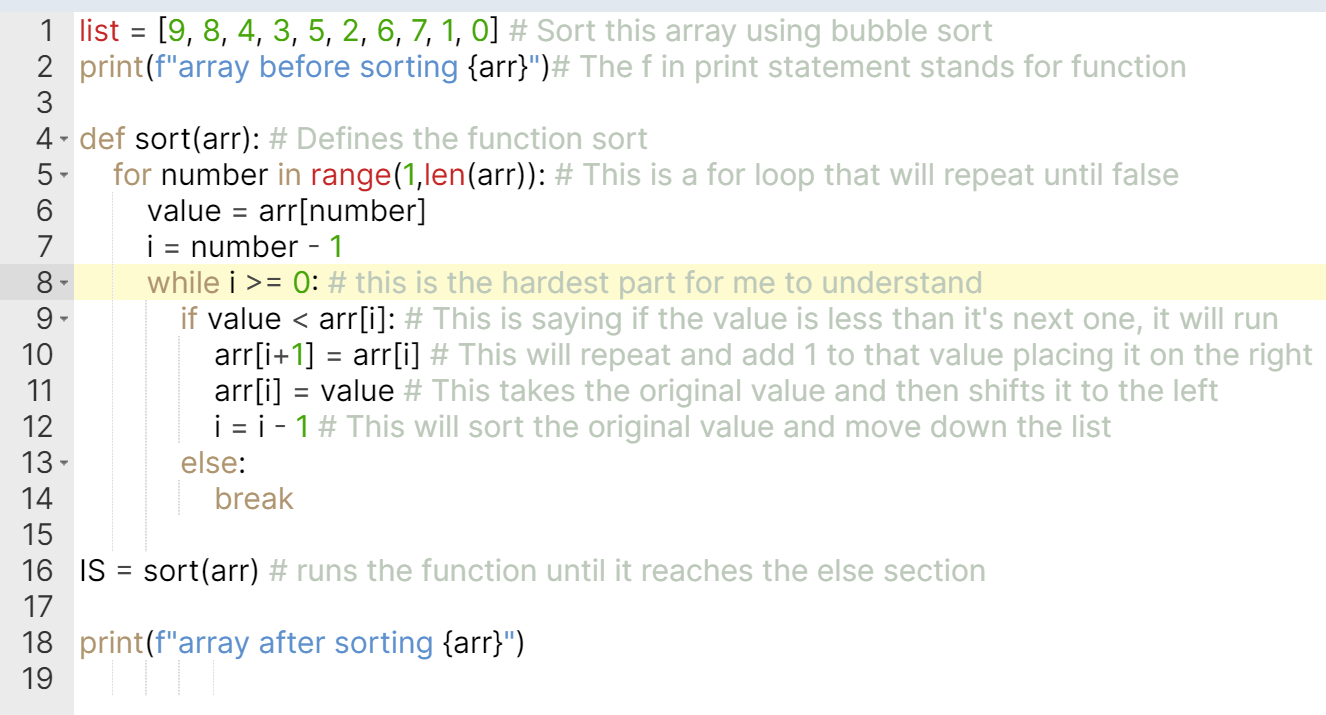 1 list = [9, 8, 4, 3, 5, 2, 6, 7, 1, 0] # Sort this array using bubble sort
2 print(f"array before sorting {arr}")# The f in print statement stands for function
3
4 def sort(arr): # Defines the function sort
5 for number in range(1,len(arr)): # This is a for loop that will repeat until false
6 value = arr[number]
7 i = number - 1
8 while i >= 0: # this is the hardest part for me to understand
9 if value < arr[i]: # This is saying if the value is less than it's next one, it will run
10 arr[i+1] = arr[i] # This will repeat and add 1 to that value placing it on the right
11 arr[i] = value # This takes the original value and then shifts it to the left
12 i = i - 1 # This will sort the original value and move down the list
13 else:
14 break
15
16 IS = sort(arr) # runs the function until it reaches the else section
17
18 print(f"array after sorting {arr}")
19